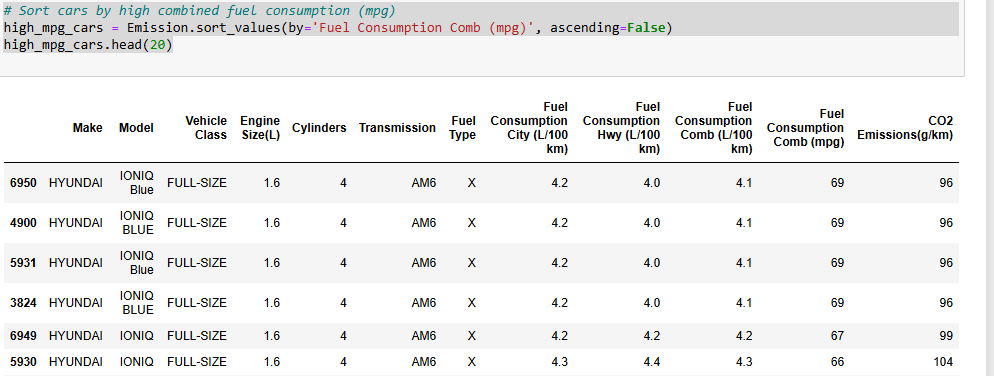 # Sort cars by high combined fuel consumption (mpg)
high_mpg_cars = Emission.sort_values(by='Fuel Consumption Comb (mpg)', ascending=False)
high_mpg_cars.head(20)
Make Model Vehicle Class Engine Size(L) Cylinders Transmission Fuel Type Fuel Consumption City (L/100 km) Fuel Consumption Hwy (L/100 km) Fuel Consumption Comb (L/100 km) Fuel Consumption Comb (mpg) CO2 Emissions(g/km)
6950 HYUNDAI IONIQ Blue FULL-SIZE 1.6 4 AM6 X 4.2 4.0 4.1 69 96
4900 HYUNDAI IONIQ BLUE FULL-SIZE 1.6 4 AM6 X 4.2 4.0 4.1 69 96
5931 HYUNDAI IONIQ Blue FULL-SIZE 1.6 4 AM6 X 4.2 4.0 4.1 69 96
3824 HYUNDAI IONIQ BLUE FULL-SIZE 1.6 4 AM6 X 4.2 4.0 4.1 69 96
6949 HYUNDAI IONIQ FULL-SIZE 1.6 4 AM6 X 4.2 4.2 4.2 67 99
5930 HYUNDAI IONIQ FULL-SIZE 1.6 4 AM6 X 4.3 4.4 4.3 66 104